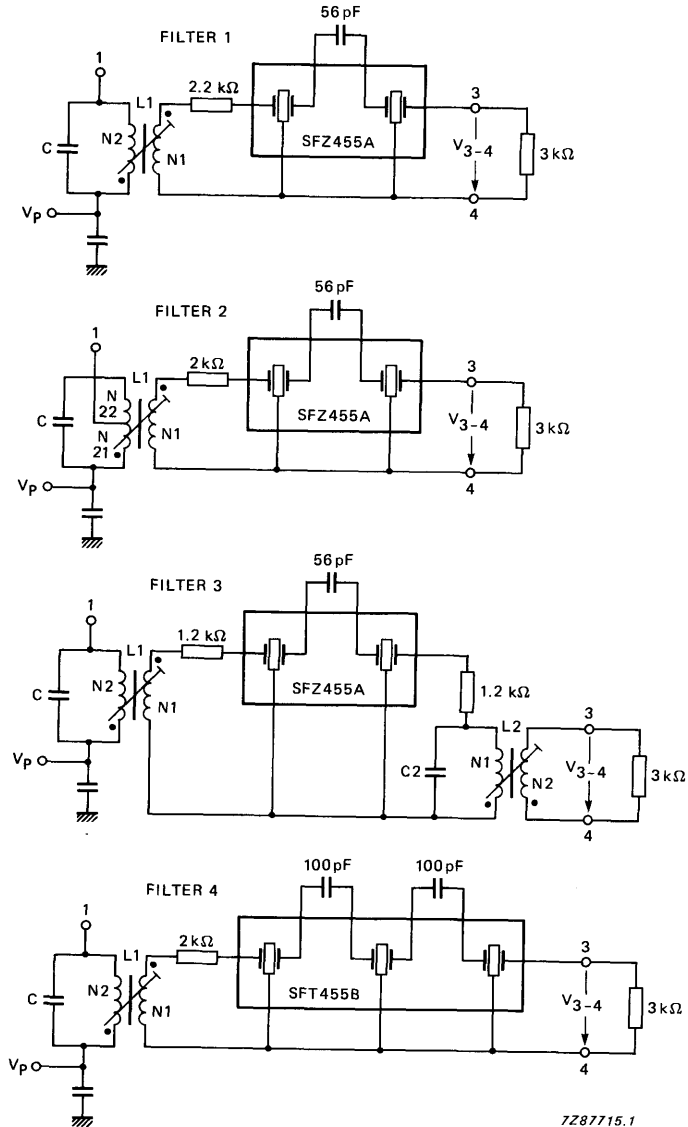 FILTER 1
56 pF
1
L1
2.2 kΩ
C
N2
N1
SFZ455A
3
V3-4
3 kΩ
4
Vp
FILTER 2
56 pF
1
L1
2 kΩ
C
N
22
N
21
N1
SFZ455A
3
V3-4
3 kΩ
4
Vp
FILTER 3
56 pF
1
L1
1.2 kΩ
C
N2
N1
SFZ455A
1.2 kΩ
L2
C2
N1
N2
3
V3-4
3 kΩ
4
Vp
FILTER 4
100 pF
100 pF
1
L1
2 kΩ
C
N2
N1
SFT455B
3
V3-4
3 kΩ
4
Vp
7Z87715.1